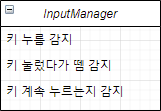 InputManager
키 누름 감지
키 눌렀다가 뗌 감지
키 계속 누르는지 감지